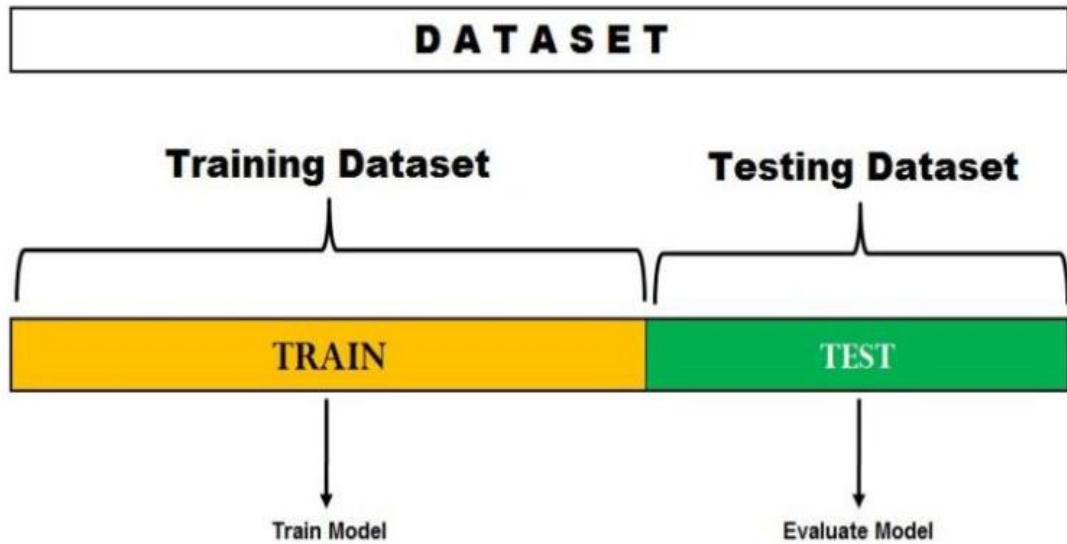 DATASET
Training Dataset
Testing Dataset
TRAIN
TEST
Train Model
Evaluate Model